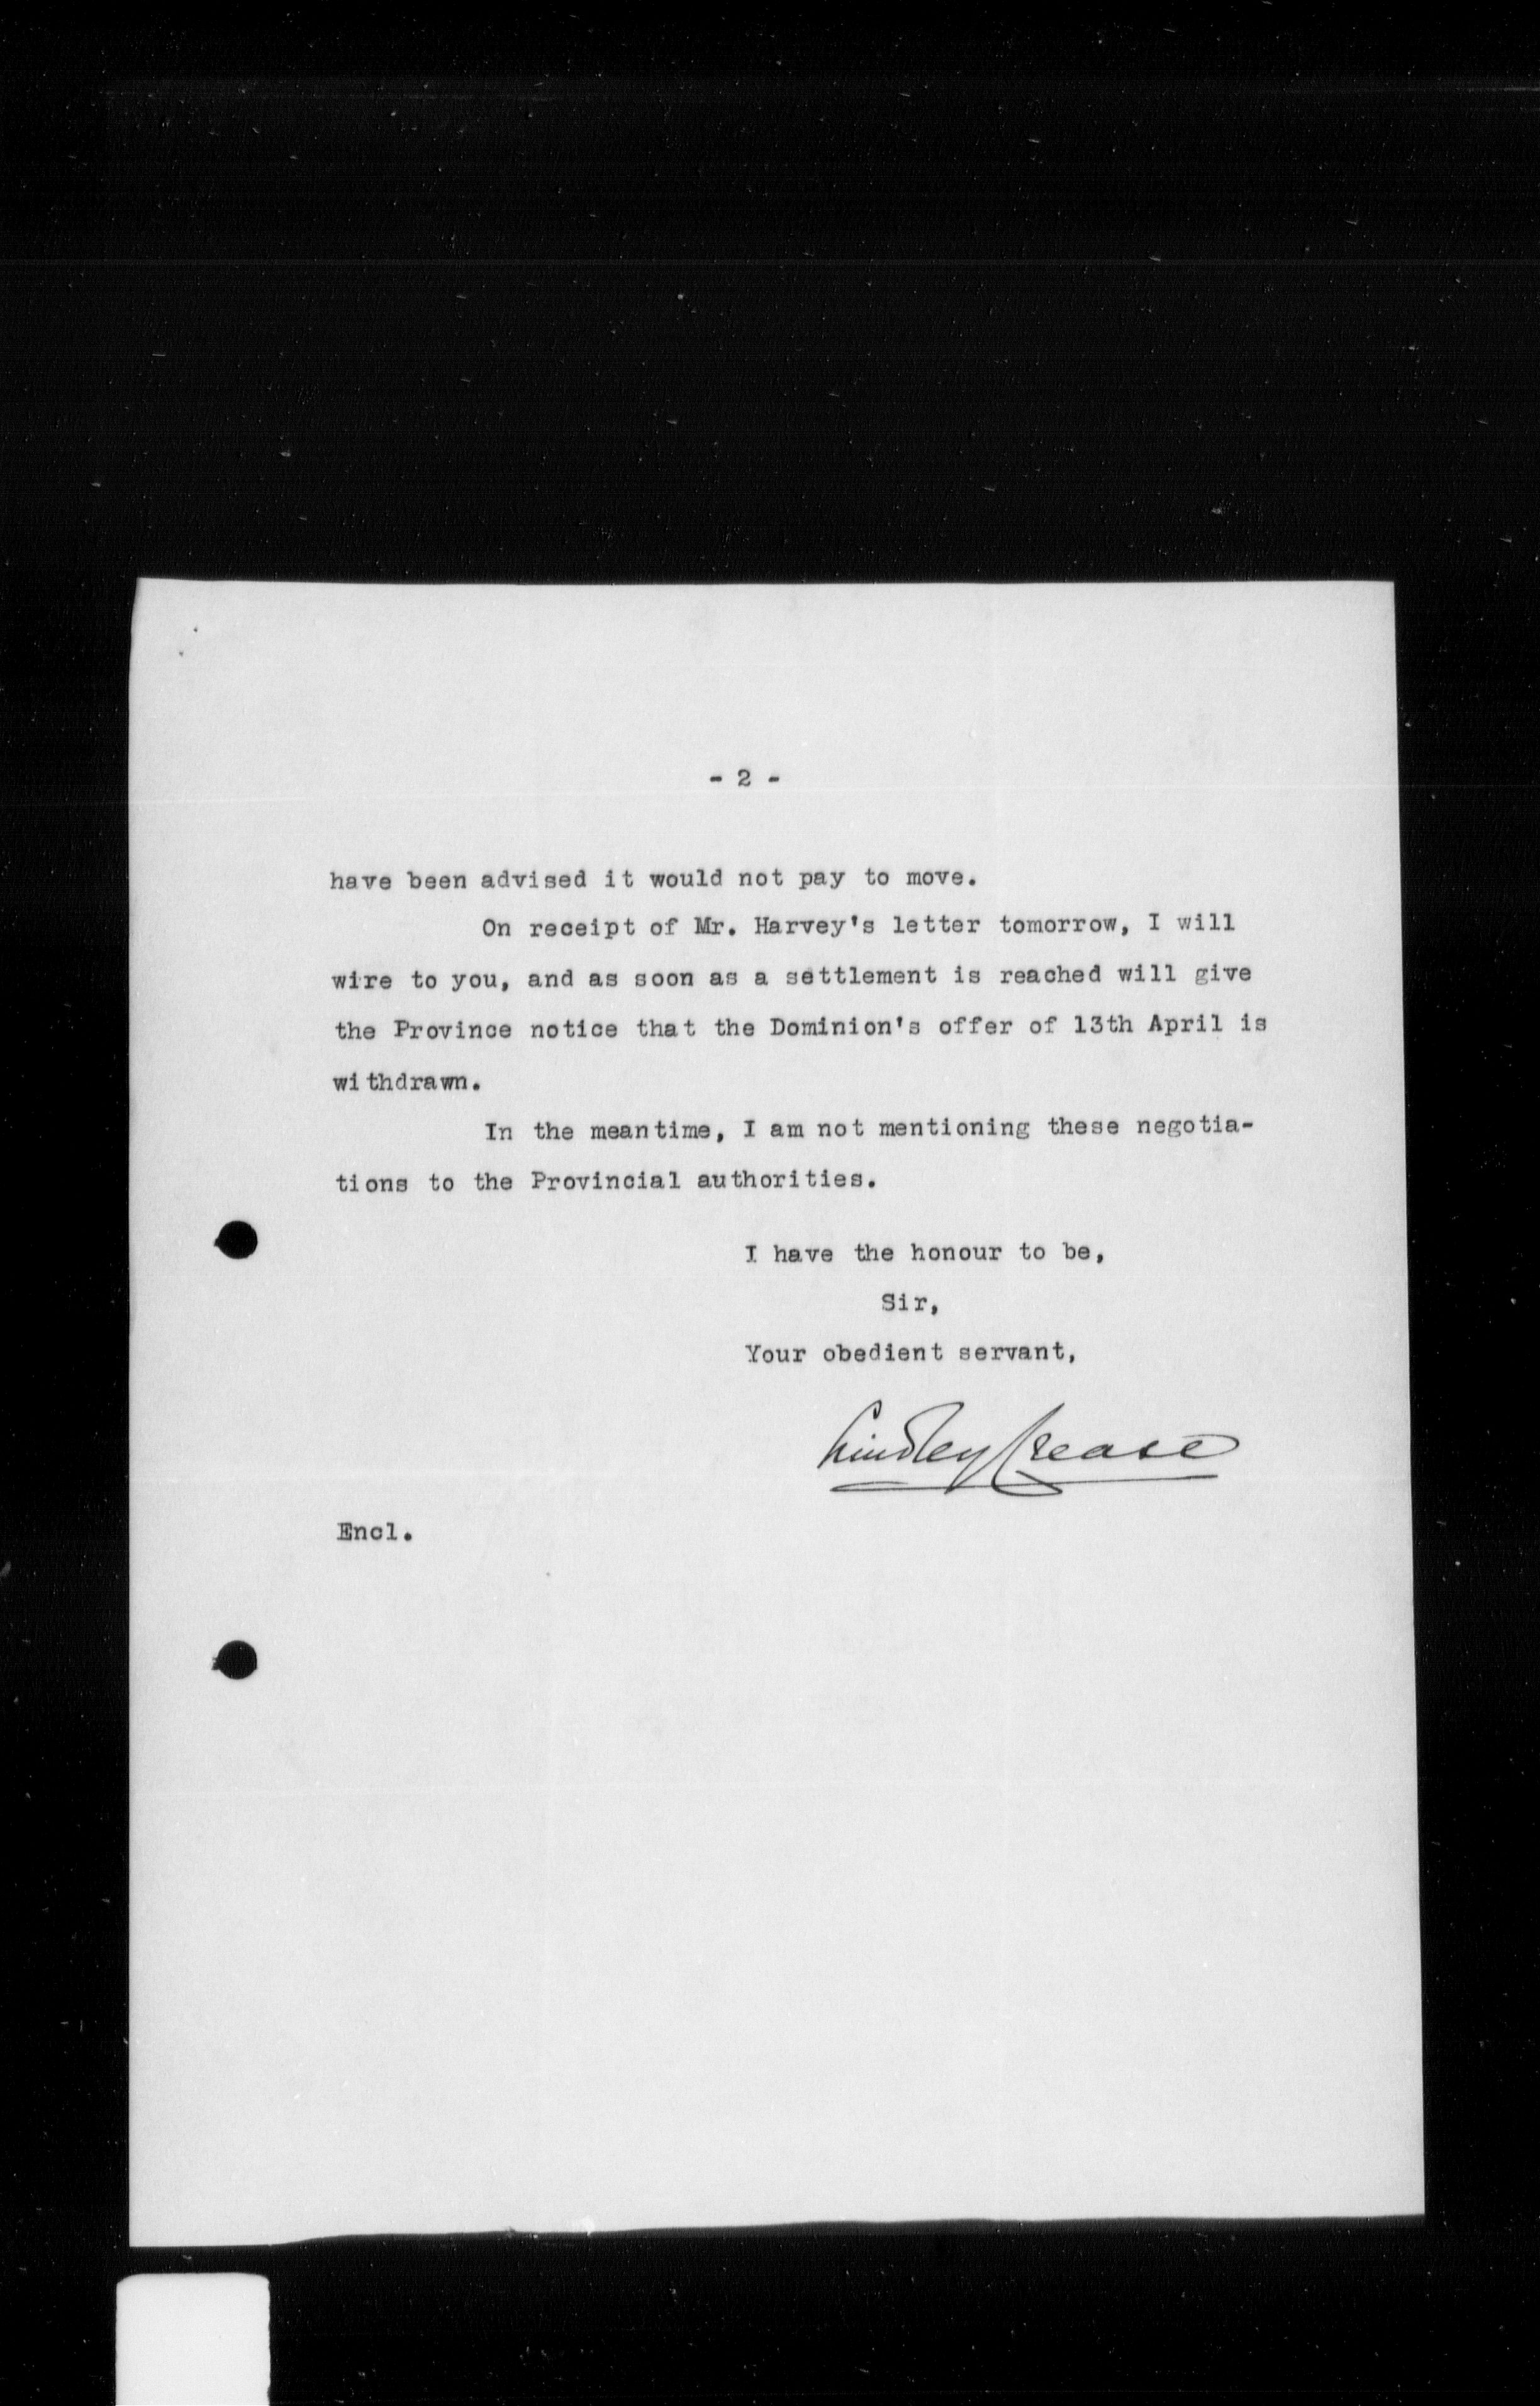 - 2 -
have been advised it would not pay to move.
On receipt of Mr. Harvey's letter tomorrow, I will
wire to you, and as soon as a settlement is reached will give
the Province notice that the Dominion's offer of 13th April is
withdrawn.
In the meantime, I am not mentioning these negotia-
tions to the Provincial authorities.
I have the honour to be,
Sir,
Your obedient servant,
Lindley Crease
Encl.